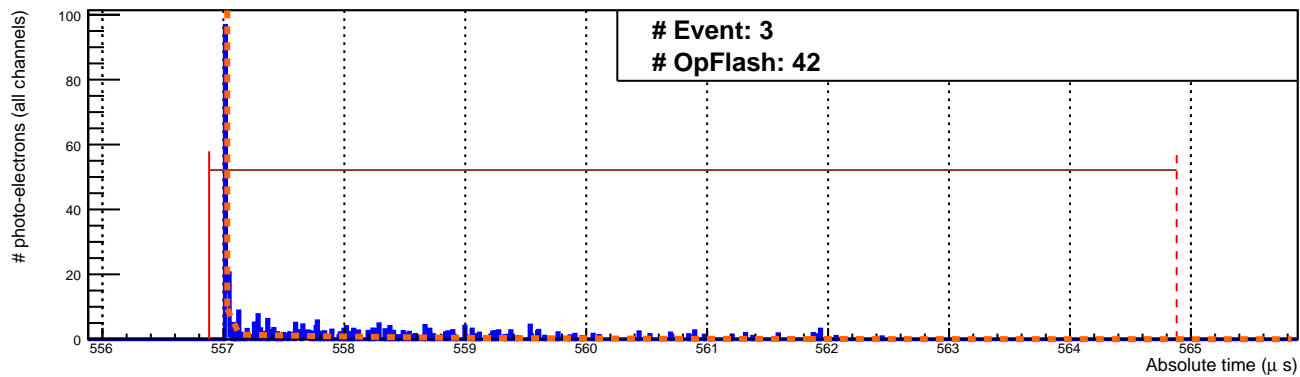 # Event: 3
# OpFlash: 42
# photo-electrons (all channels)
100
80
60
40
20
0
556 557 558 559 560 561 562 563 564 565
Absolute time (μ s)